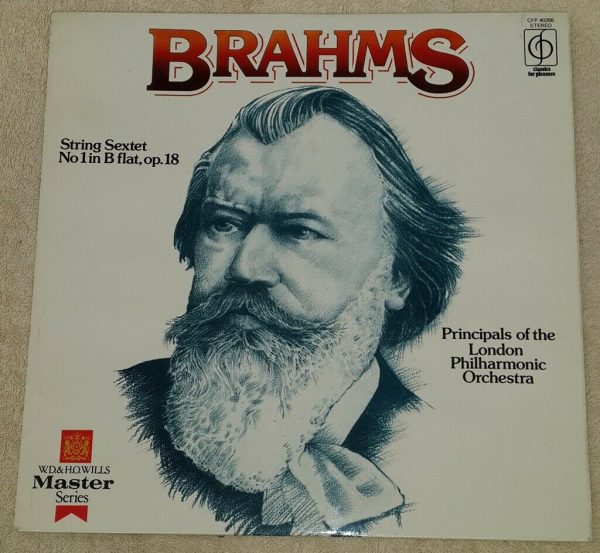 BRAHMS
CFP 40288
STEREO
classics
for pleasure
String Sextet
No 1 in B flat, op.18
Principals of the
London
Philharmonic
Orchestra
W.D.& H.O.WILLS
Master
Series